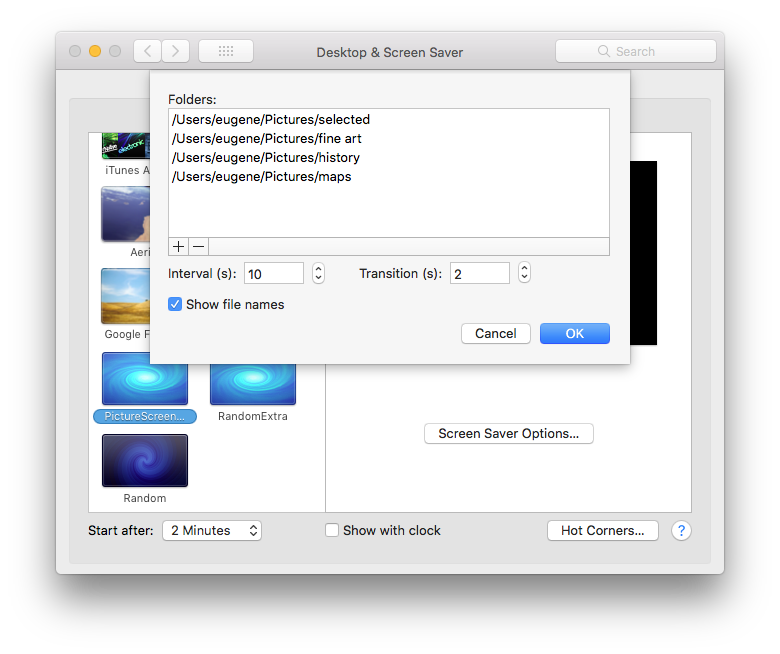 Desktop & Screen Saver
Search
Folders:
/Users/eugene/Pictures/selected
/Users/eugene/Pictures/fine art
/Users/eugene/Pictures/history
/Users/eugene/Pictures/maps
Interval (s): 10 Transition (s): 2
Show file names
Cancel OK
electronic
iTunes A
Aeri
Google F
PictureScreen... RandomExtra
Random
Screen Saver Options...
Start after: 2 Minutes Show with clock Hot Corners... ?